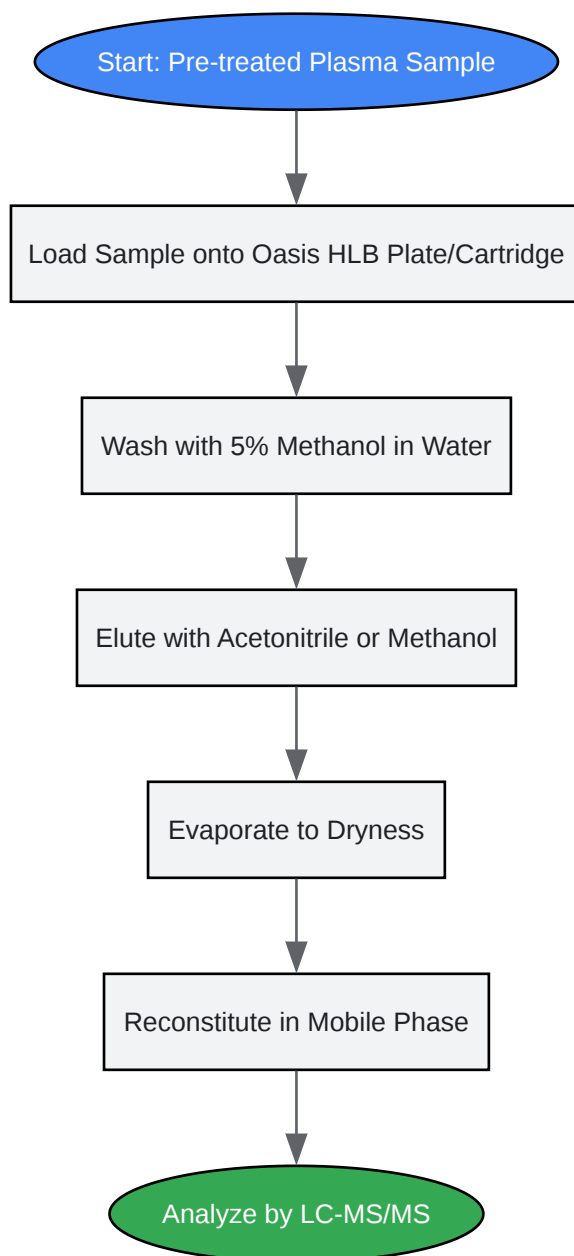 Start: Pre-treated Plasma Sample
Load Sample onto Oasis HLB Plate/Cartridge
Wash with 5% Methanol in Water
Elute with Acetonitrile or Methanol
Evaporate to Dryness
Reconstitute in Mobile Phase
Analyze by LC-MS/MS